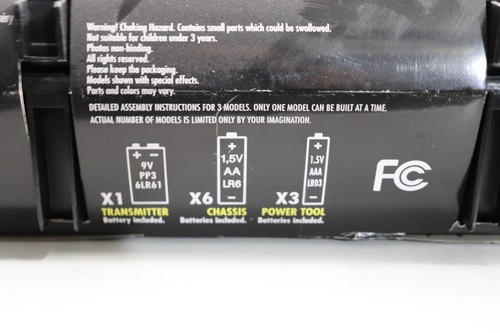 Warning! Choking Hazard. Contains small parts which could be swallowed.
Not suitable for children under 3 years.
Photos non-binding.
All rights reserved.
Please keep the packaging.
Models shown with special effects.
Parts and colors may vary.
DETAILED ASSEMBLY INSTRUCTIONS FOR 3 MODELS. ONLY ONE MODEL CAN BE BUILT AT A TIME.
ACTUAL NUMBER OF MODELS IS LIMITED ONLY BY YOUR IMAGINATION.
+ −
9V
PP3
6LR61
X1
TRANSMITTER
Battery included.
+
1,5V
AA
LR6
−
X6
CHASSIS
Batteries included.
+
1.5V
AAA
LR03
−
X3
POWER TOOL
Batteries included.
FC